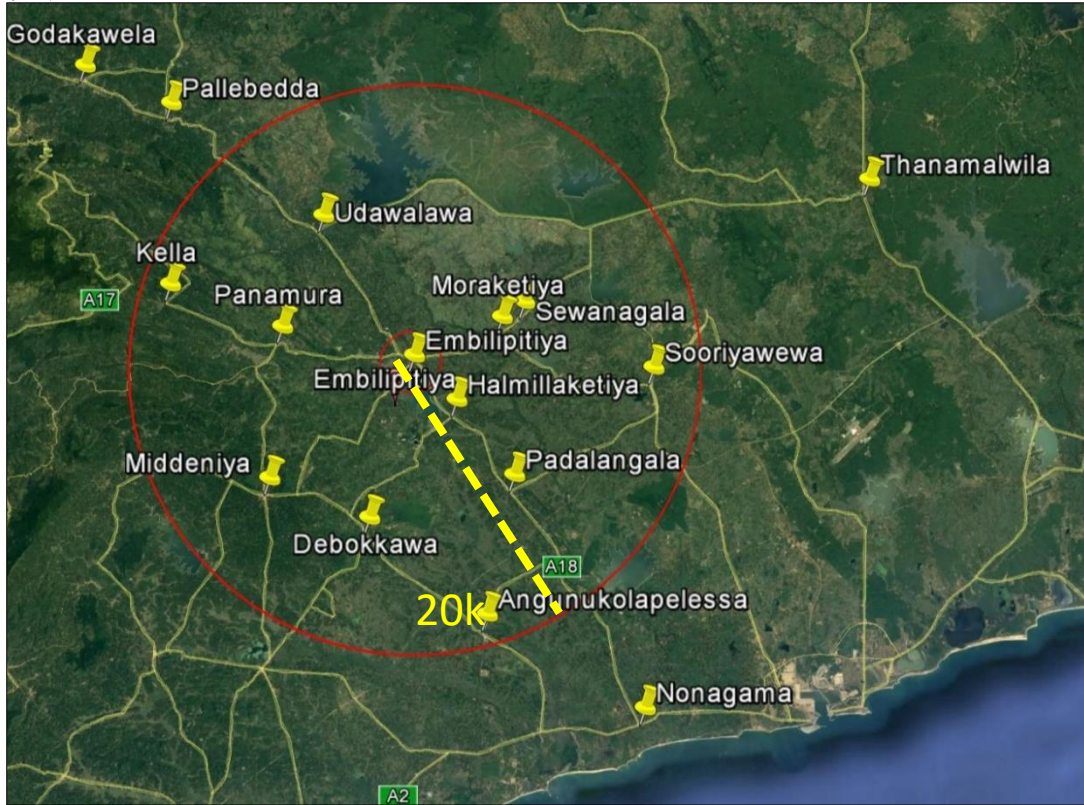 Godakawela
Pallebedda
Thanamalwila
Udawalawa
Kella
A17
Panamura
Moraketiya
Sewanagala
Embilipitiya
Sooriyawewa
Embilipitiya
Halmillaketiya
Middeniya
Padalangala
Debokkawa
A18
Angunukolapelessa
20k
Nonagama
A2